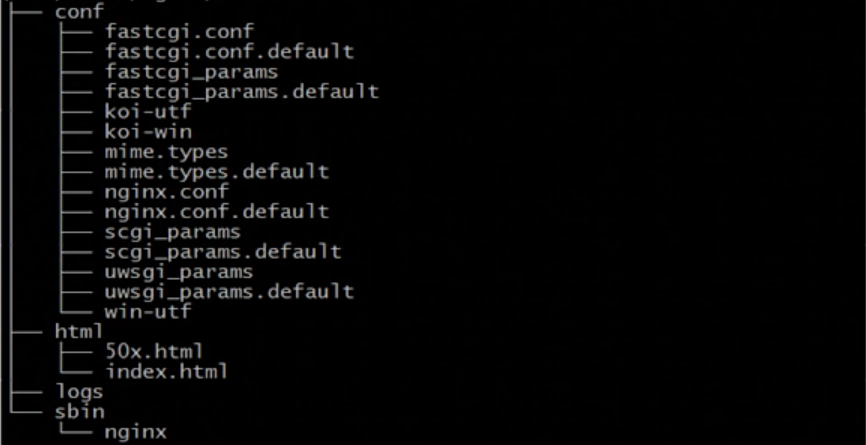 ├── conf
│   ├── fastcgi.conf
│   ├── fastcgi.conf.default
│   ├── fastcgi_params
│   ├── fastcgi_params.default
│   ├── koi-utf
│   ├── koi-win
│   ├── mime.types
│   ├── mime.types.default
│   ├── nginx.conf
│   ├── nginx.conf.default
│   ├── scgi_params
│   ├── scgi_params.default
│   ├── uwsgi_params
│   ├── uwsgi_params.default
│   └── win-utf
├── html
│   ├── 50x.html
│   └── index.html
├── logs
└── sbin
    └── nginx